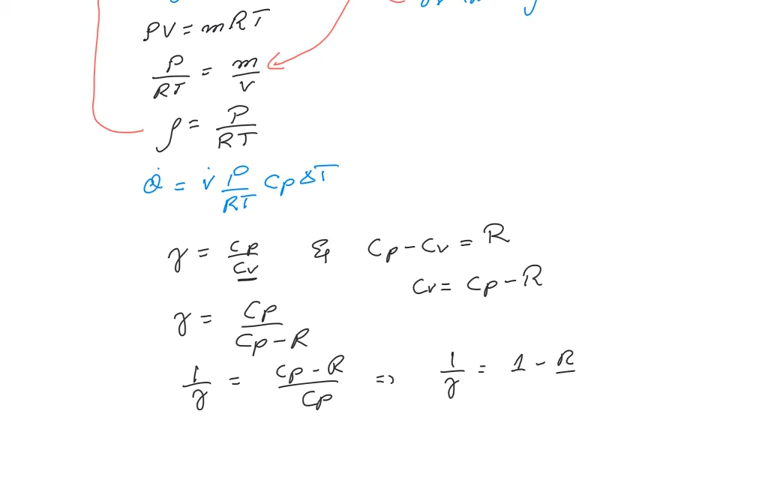 PV = mRT
P/RT = m/V
ρ = P/RT
Q̇ = V̇ P/RT Cp ΔT
γ = Cp/Cv & Cp - Cv = R
Cv = Cp - R
γ = Cp/(Cp - R)
1/γ = (Cp - R)/Cp => 1/γ = 1 - R